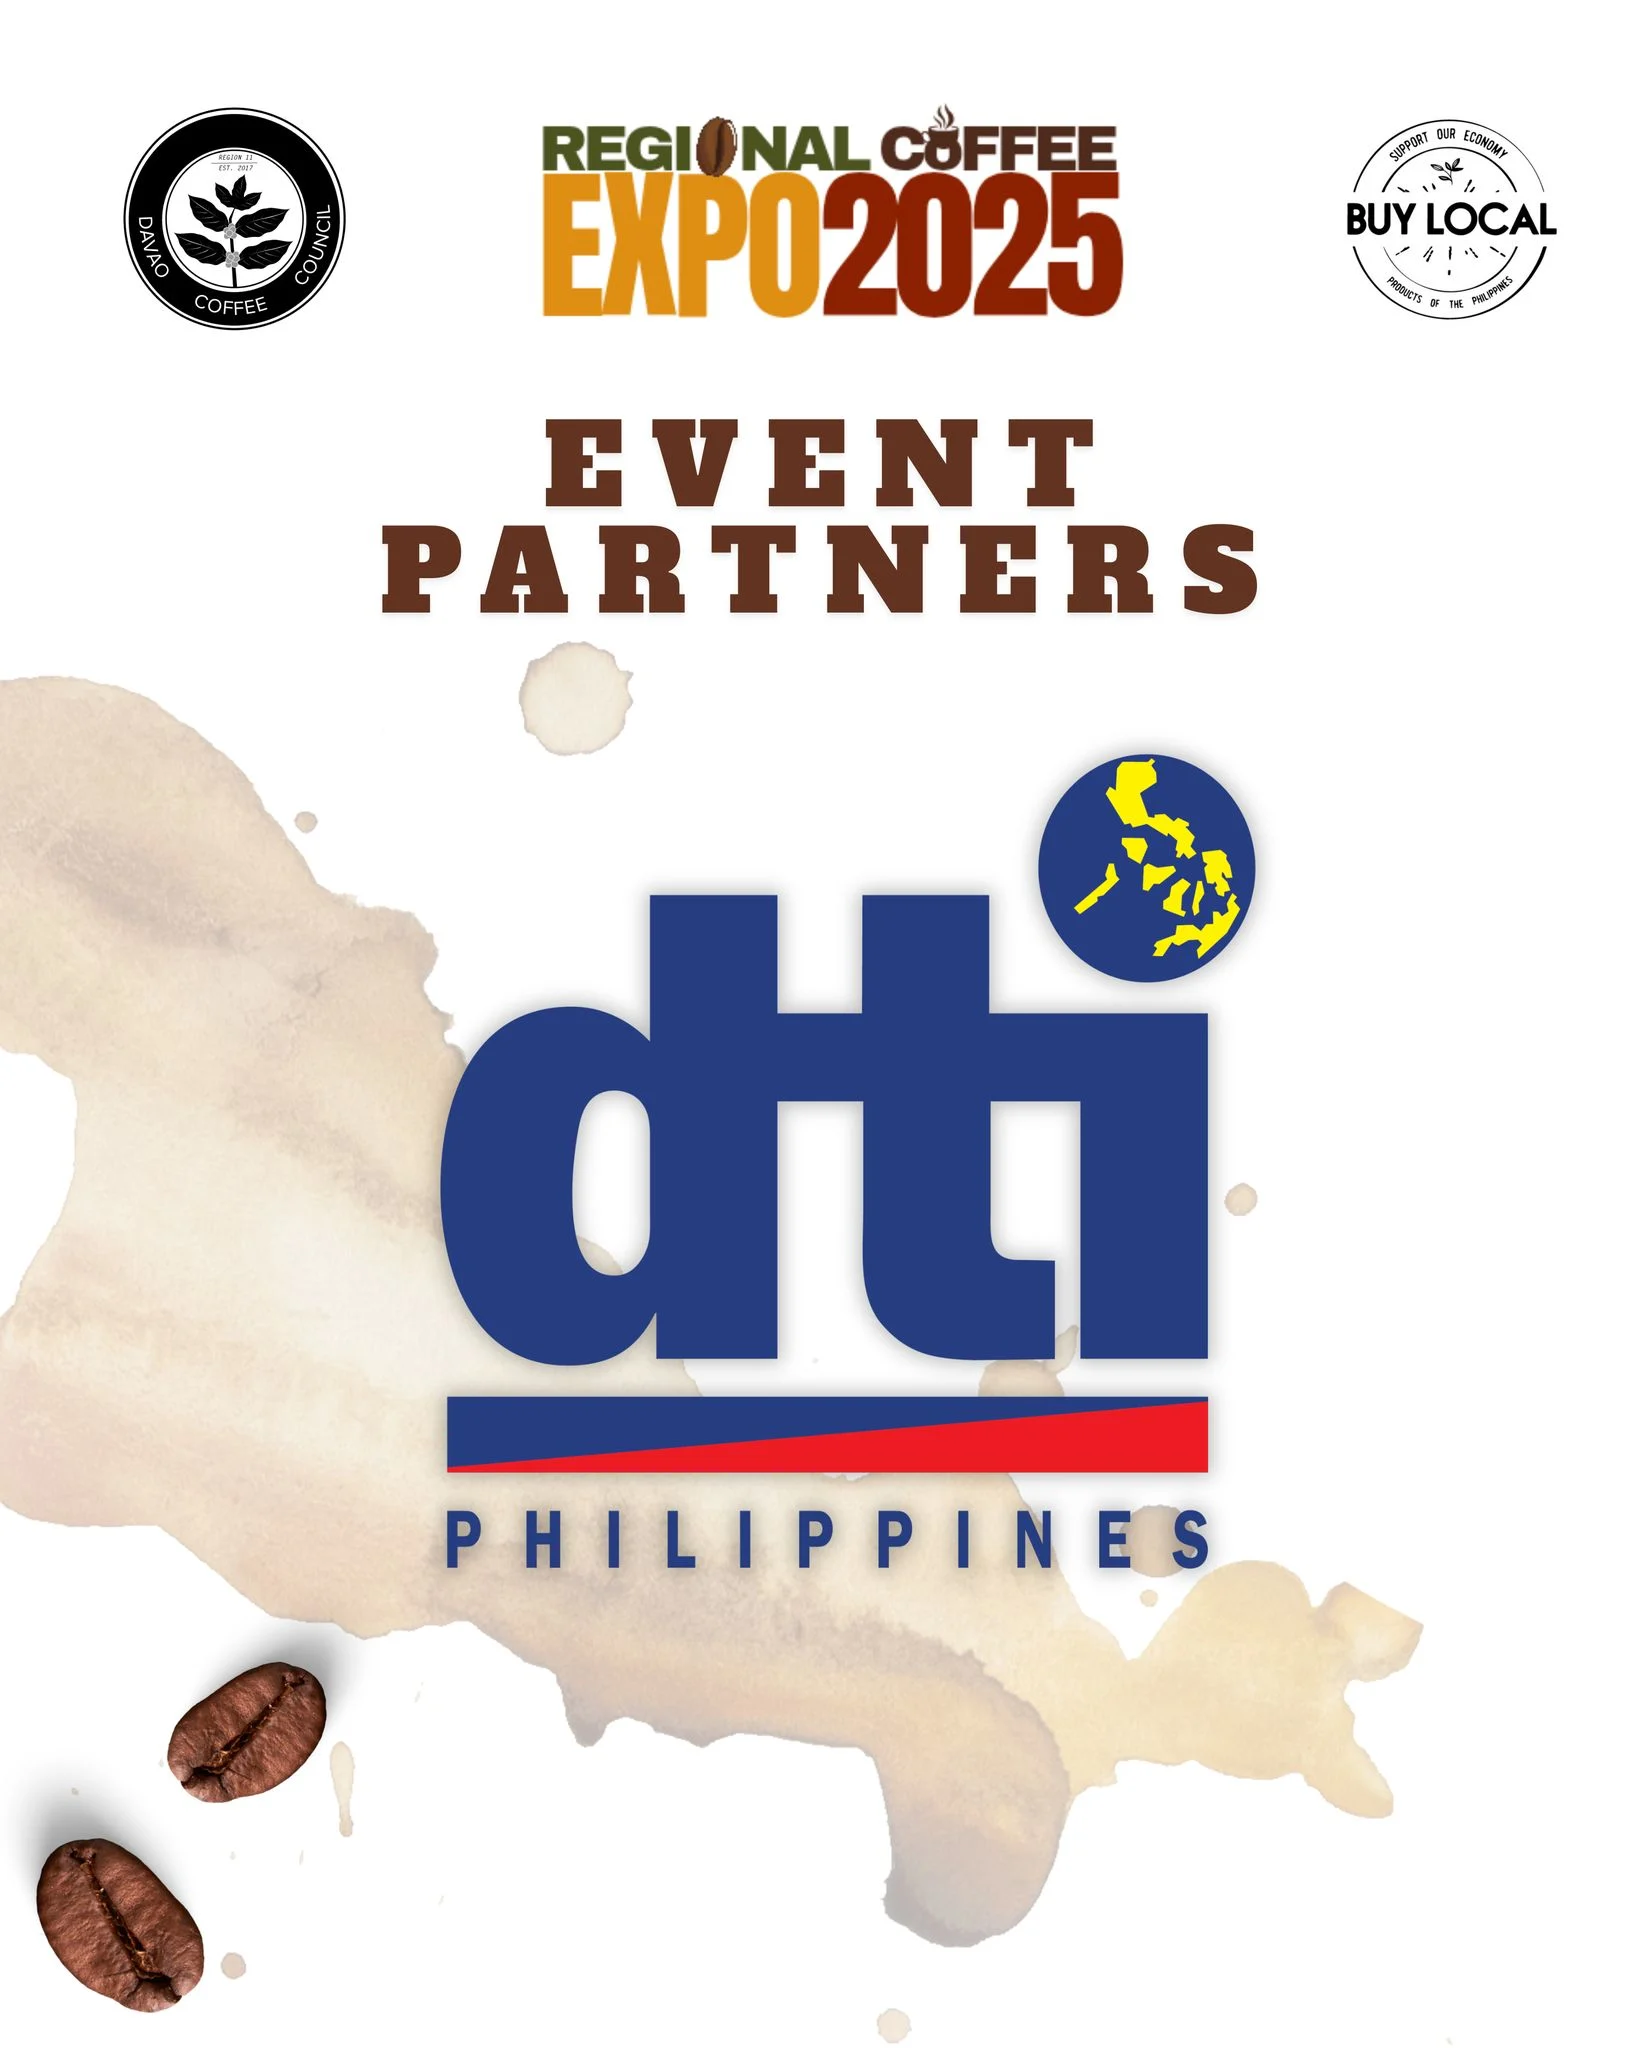 REGION 11
EST. 2017
DAVAO COFFEE COUNCIL
REGIONAL COFFEE
EXPO2025
SUPPORT OUR ECONOMY
BUY LOCAL
PRODUCTS OF THE PHILIPPINES
EVENT
PARTNERS
dti
PHILIPPINES